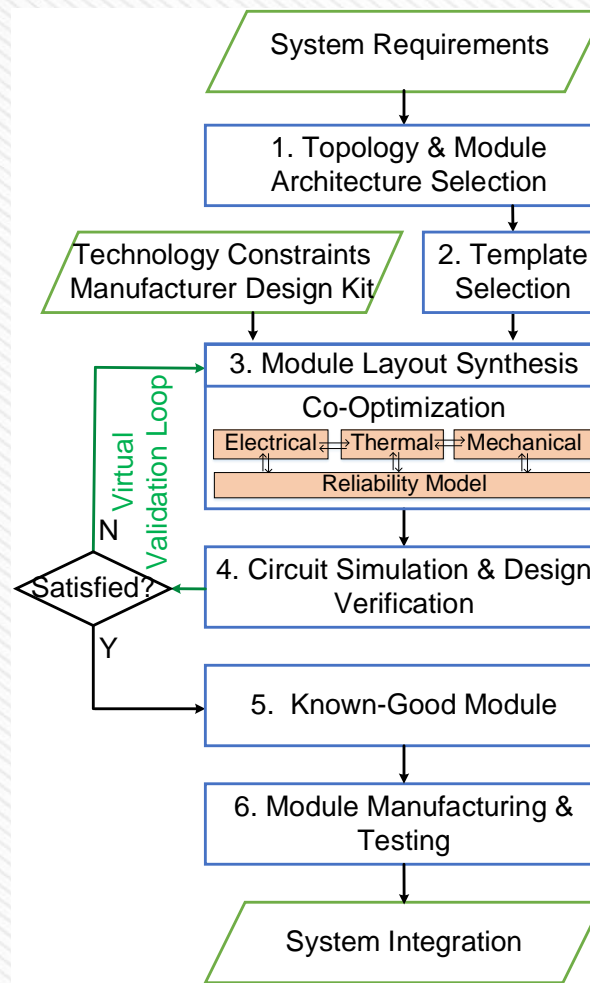 System Requirements
1. Topology & Module
Architecture Selection
Technology Constraints
Manufacturer Design Kit
2. Template
Selection
3. Module Layout Synthesis
Co-Optimization
Electrical
Thermal
Mechanical
Reliability Model
Virtual
Validation Loop
N
Satisfied?
Y
4. Circuit Simulation & Design
Verification
5. Known-Good Module
6. Module Manufacturing &
Testing
System Integration